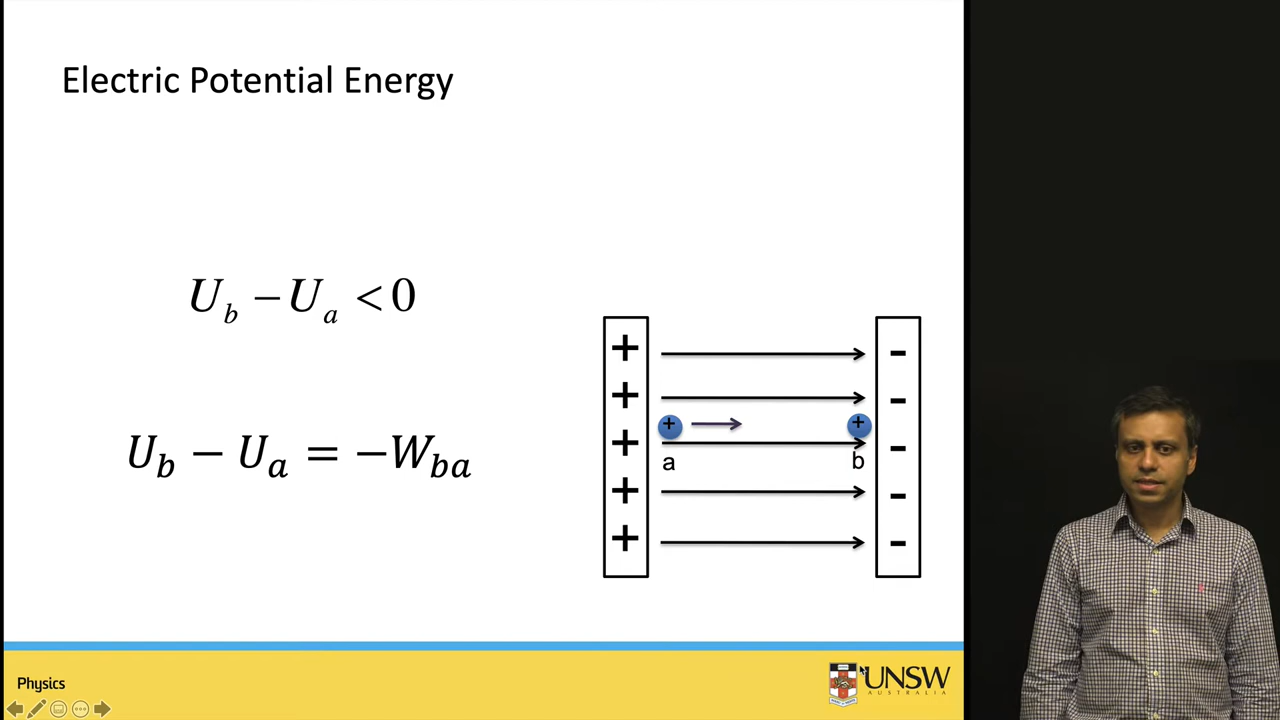 Electric Potential Energy
U_b − U_a < 0
U_b − U_a = −W_ba
+ -
+ -
+ +
+ -
a b
+ -
+ -
Physics
UNSW
AUSTRALIA